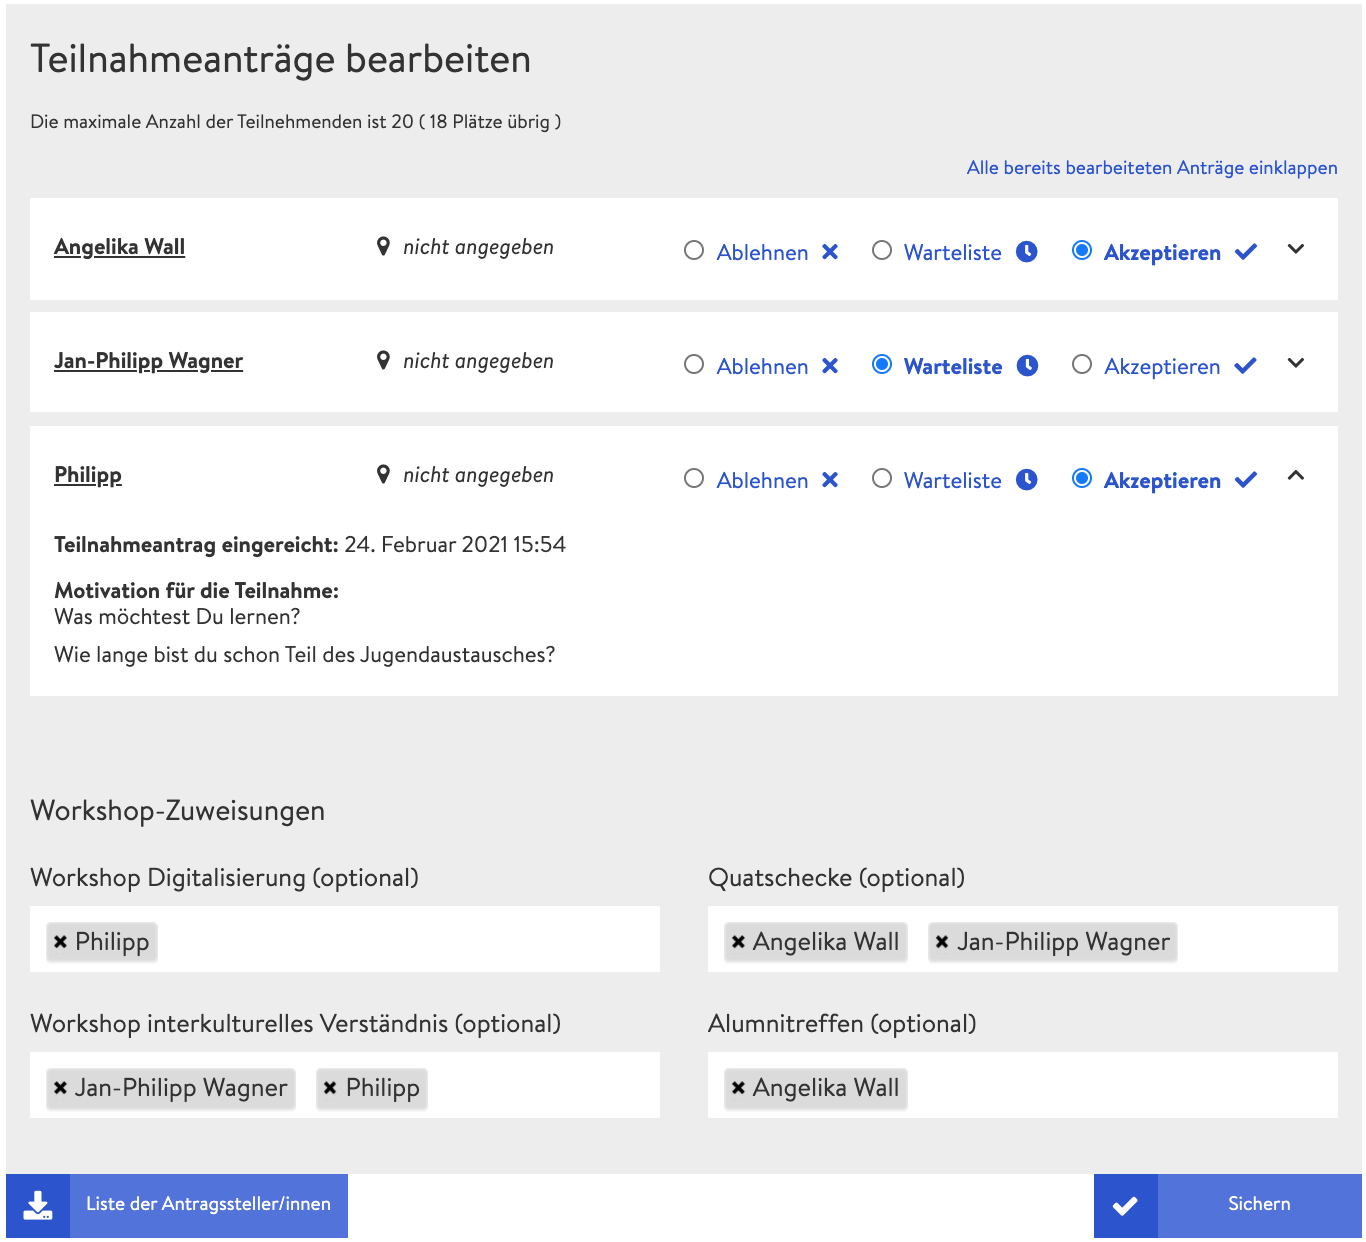 Teilnahmeanträge bearbeiten
Die maximale Anzahl der Teilnehmenden ist 20 ( 18 Plätze übrig )
Alle bereits bearbeiteten Anträge einklappen
Angelika Wall nicht angegeben Ablehnen Warteliste Akzeptieren
Jan-Philipp Wagner nicht angegeben Ablehnen Warteliste Akzeptieren
Philipp nicht angegeben Ablehnen Warteliste Akzeptieren
Teilnahmeantrag eingereicht: 24. Februar 2021 15:54
Motivation für die Teilnahme:
Was möchtest Du lernen?
Wie lange bist du schon Teil des Jugendaustausches?
Workshop-Zuweisungen
Workshop Digitalisierung (optional)
Philipp
Quatschecke (optional)
Angelika Wall Jan-Philipp Wagner
Workshop interkulturelles Verständnis (optional)
Jan-Philipp Wagner Philipp
Alumnitreffen (optional)
Angelika Wall
Liste der Antragssteller/innen
Sichern